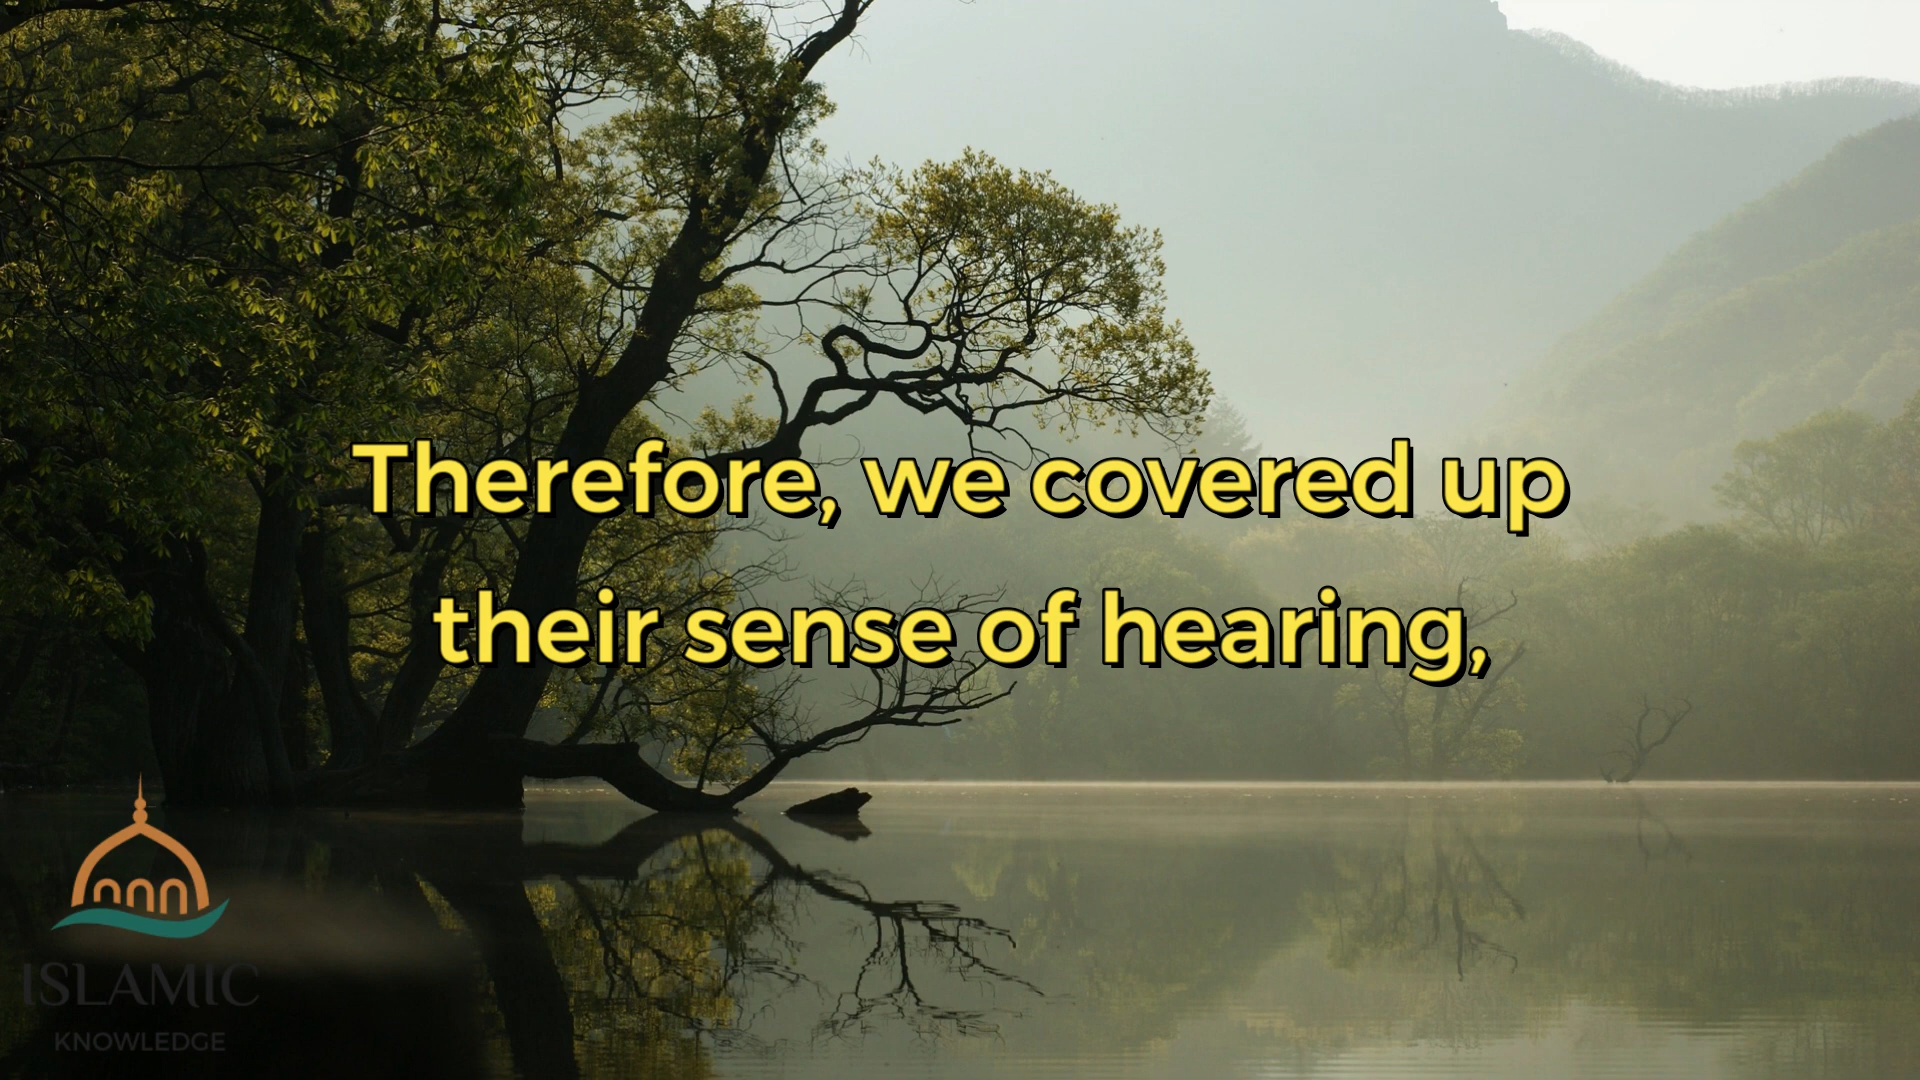 Therefore, we covered up
their sense of hearing,
ISLAMIC
KNOWLEDGE